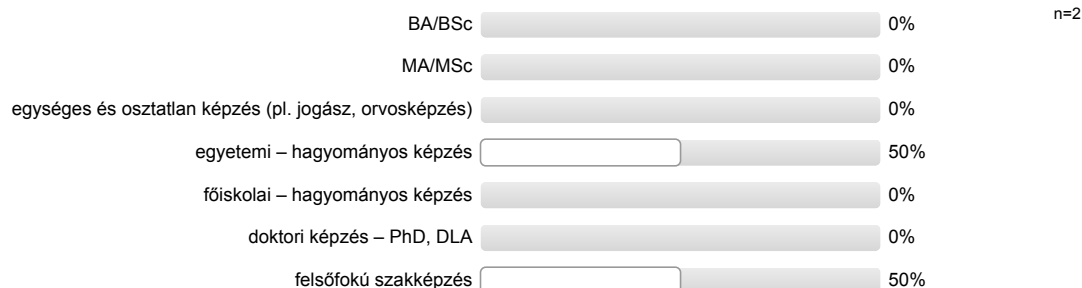 BA/BSc 0% n=2
MA/MSc 0%
egységes és osztatlan képzés (pl. jogász, orvosképzés) 0%
egyetemi – hagyományos képzés 50%
főiskolai – hagyományos képzés 0%
doktori képzés – PhD, DLA 0%
felsőfokú szakképzés 50%